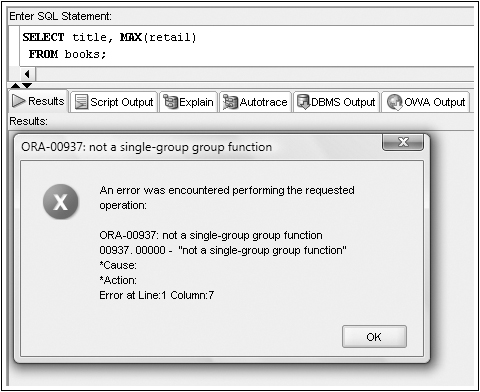 Enter SQL Statement:
SELECT title, MAX(retail)
FROM books;
Results
Script Output
Explain
Autotrace
DBMS Output
OWA Output
Results:
ORA-00937: not a single-group group function
An error was encountered performing the requested
operation:
ORA-00937: not a single-group group function
00937. 00000 - "not a single-group group function"
*Cause:
*Action:
Error at Line:1 Column:7
OK